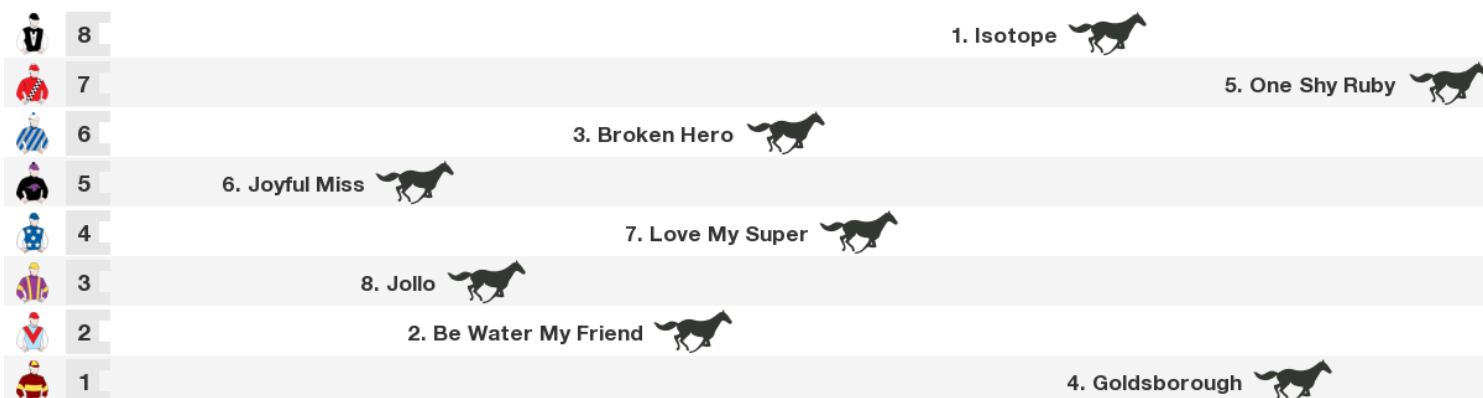 8 1. Isotope
7 5. One Shy Ruby
6 3. Broken Hero
5 6. Joyful Miss
4 7. Love My Super
3 8. Jollo
2 2. Be Water My Friend
1 4. Goldsborough